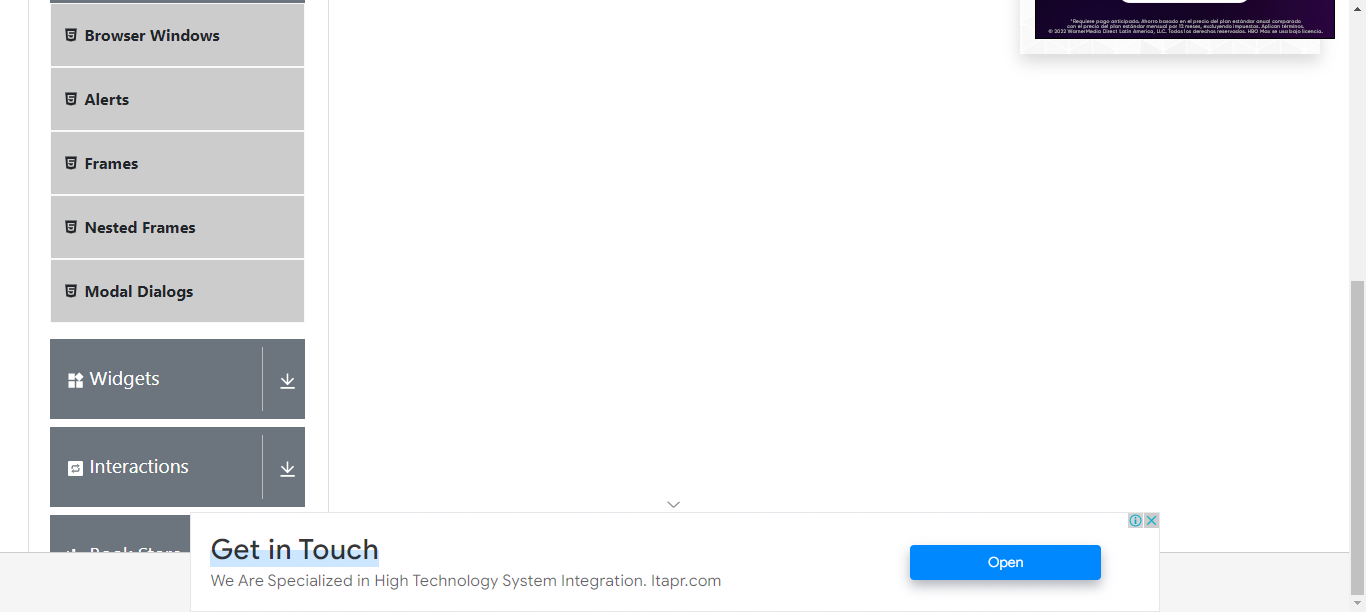 Browser Windows
Alerts
Frames
Nested Frames
Modal Dialogs
Widgets
Interactions
Book Store
*Requiere pago anticipado. Ahorro basado en el precio del plan estándar anual comparado
con el precio del plan estándar mensual por 12 meses, excluyendo impuestos. Aplican términos.
© 2023 WarnerMedia Direct Latin America, LLC. Todos los derechos reservados. HBO Max se usa bajo licencia.
Get in Touch
We Are Specialized in High Technology System Integration. Itapr.com
Open